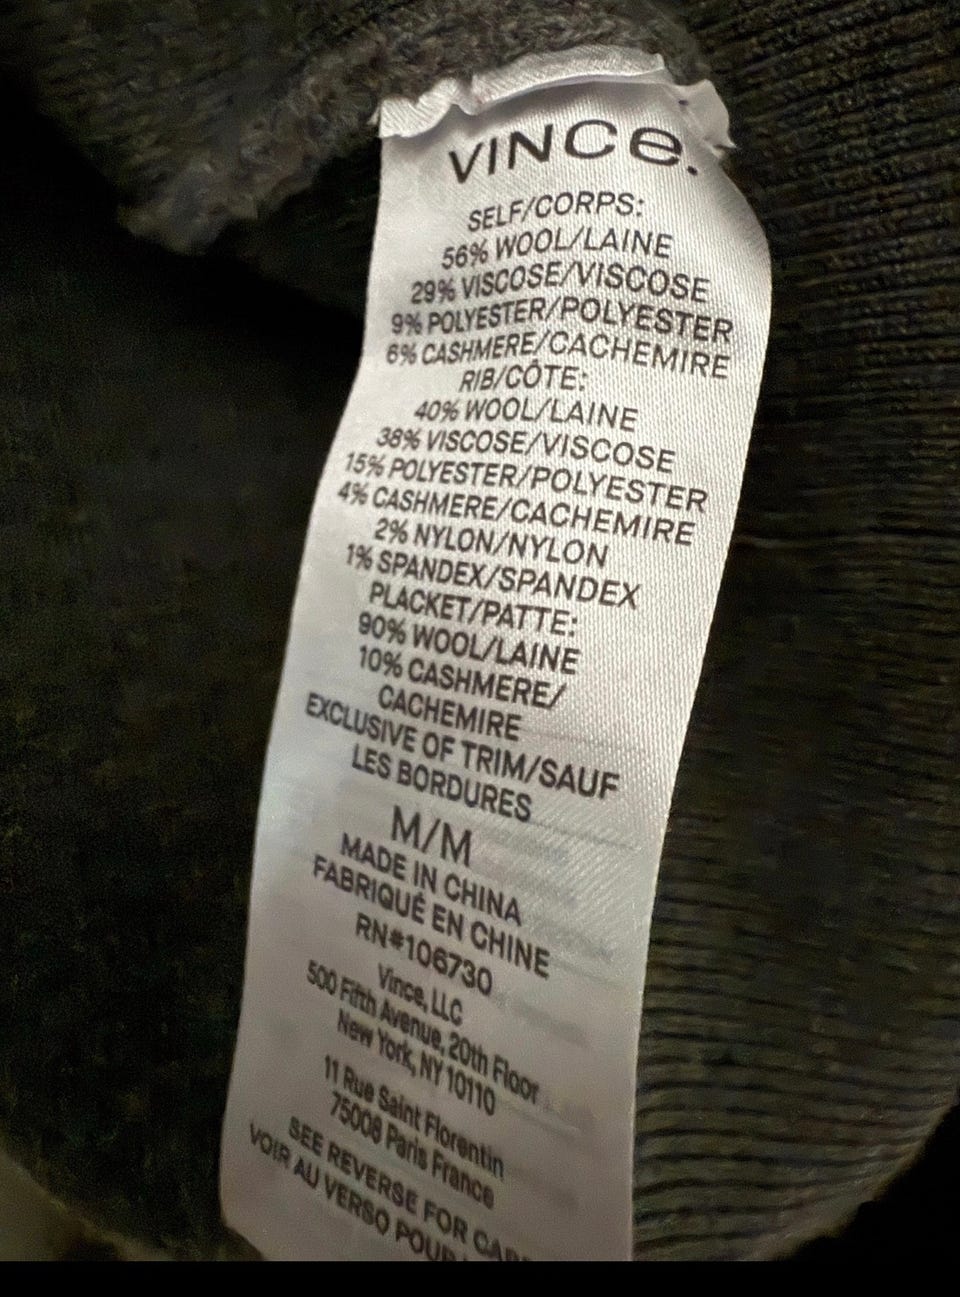 VINCe.
SELF/CORPS:
56% WOOL/LAINE
29% VISCOSE/VISCOSE
9% POLYESTER/POLYESTER
6% CASHMERE/CACHEMIRE
RIB/CÔTE:
40% WOOL/LAINE
38% VISCOSE/VISCOSE
15% POLYESTER/POLYESTER
4% CASHMERE/CACHEMIRE
2% NYLON/NYLON
1% SPANDEX/SPANDEX
PLACKET/PATTE:
90% WOOL/LAINE
10% CASHMERE/
CACHEMIRE
EXCLUSIVE OF TRIM/SAUF
LES BORDURES
M/M
MADE IN CHINA
FABRIQUÉ EN CHINE
RN#106730
Vince, LLC
500 Fifth Avenue, 20th Floor
New York, NY 10110
11 Rue Saint Florentin
75008 Paris France
SEE REVERSE FOR CARE
VOIR AU VERSO POUR